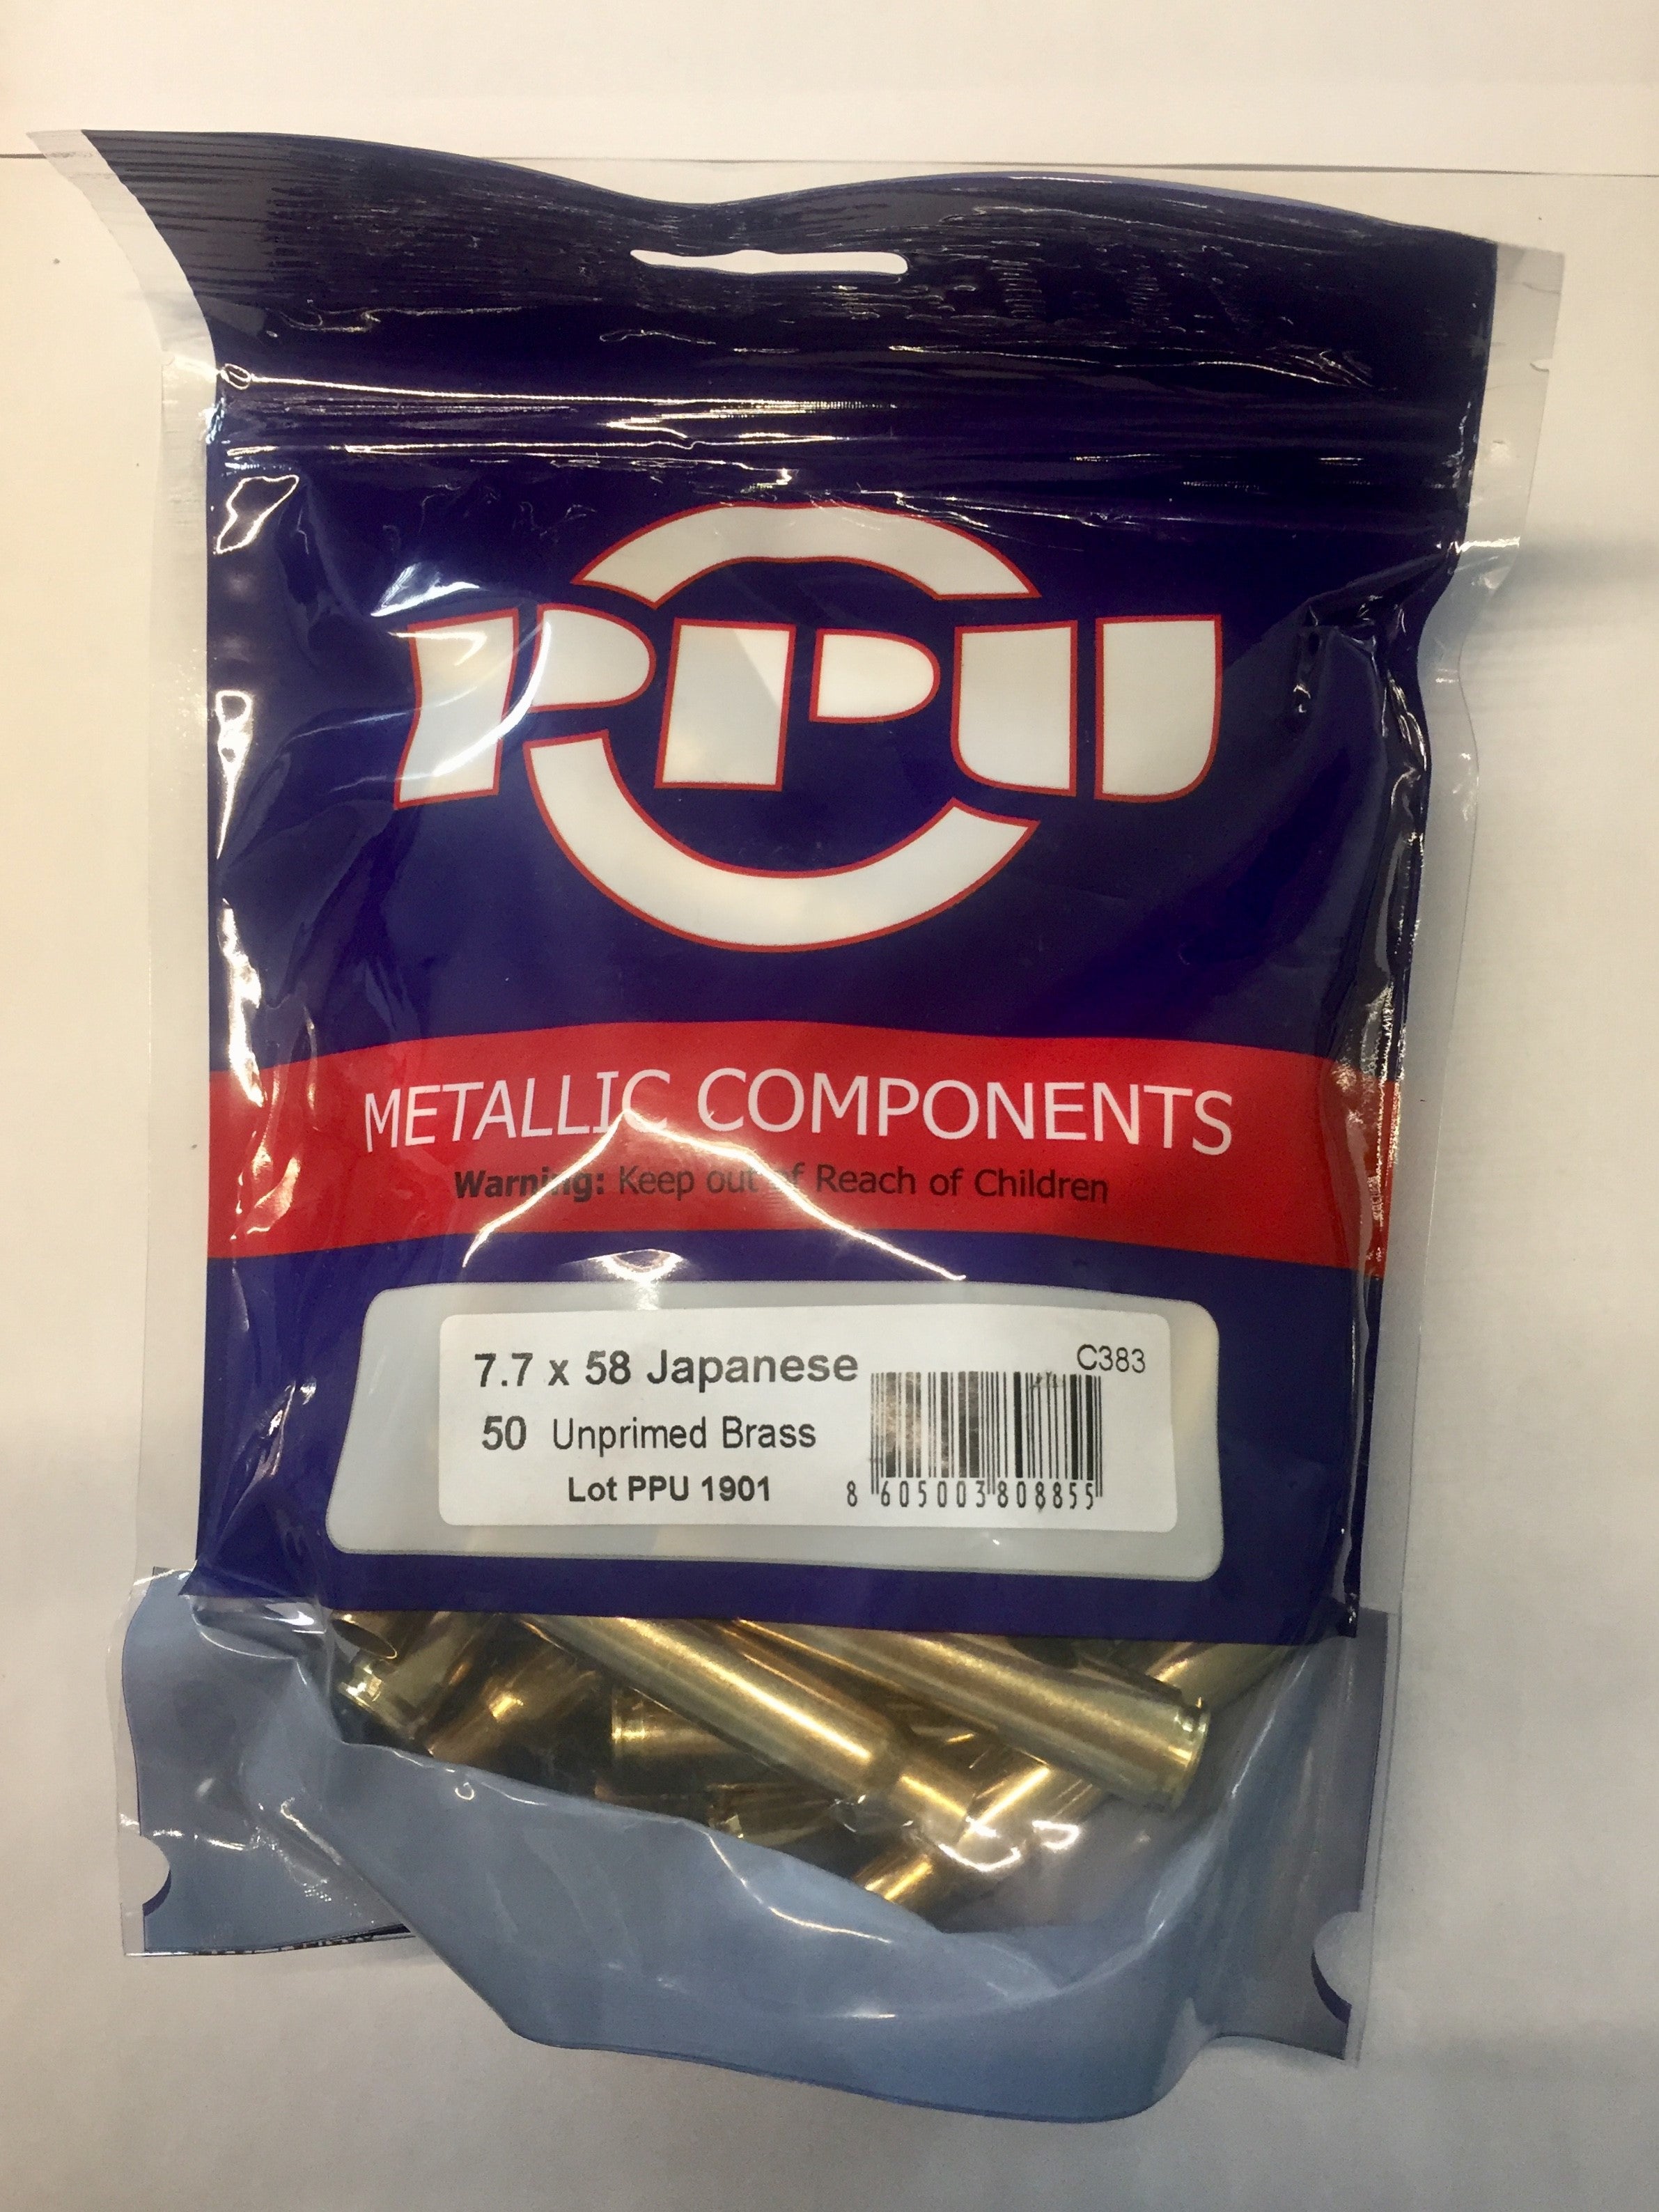 PPU
METALLIC COMPONENTS
Warning: Keep out of Reach of Children
7.7 x 58 Japanese
C383
50 Unprimed Brass
Lot PPU 1901
8 605003 808855